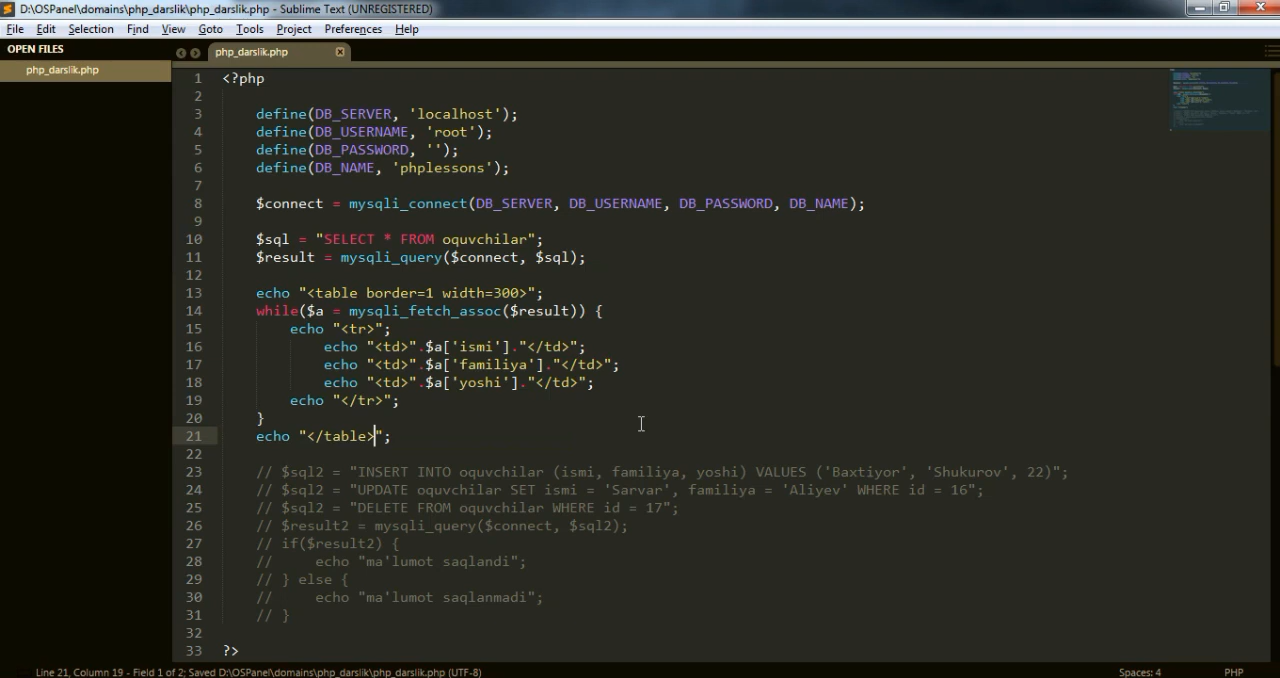 D:\OSPanel\domains\php_darslik\php_darslik.php - Sublime Text (UNREGISTERED)
File Edit Selection Find View Goto Tools Project Preferences Help
OPEN FILES
php_darslik.php
php_darslik.php
1 <?php
2
3 define(DB_SERVER, 'localhost');
4 define(DB_USERNAME, 'root');
5 define(DB_PASSWORD, '');
6 define(DB_NAME, 'phplessons');
7
8 $connect = mysqli_connect(DB_SERVER, DB_USERNAME, DB_PASSWORD, DB_NAME);
9
10 $sql = "SELECT * FROM oquvchilar";
11 $result = mysqli_query($connect, $sql);
12
13 echo "<table border=1 width=300>";
14 while($a = mysqli_fetch_assoc($result)) {
15 echo "<tr>";
16 echo "<td>".$a['ismi']."</td>";
17 echo "<td>".$a['familiya']."</td>";
18 echo "<td>".$a['yoshi']."</td>";
19 echo "</tr>";
20 }
21 echo "</table>";
22
23 // $sql2 = "INSERT INTO oquvchilar (ismi, familiya, yoshi) VALUES ('Baxtiyor', 'Shukurov', 22)";
24 // $sql2 = "UPDATE oquvchilar SET ismi = 'Sarvar', familiya = 'Aliyev' WHERE id = 16";
25 // $sql2 = "DELETE FROM oquvchilar WHERE id = 17";
26 // $result2 = mysqli_query($connect, $sql2);
27 // if($result2) {
28 // echo "ma'lumot saqlandi";
29 // } else {
30 // echo "ma'lumot saqlanmadi";
31 // }
32
33 ?>
Line 21, Column 19 - Field 1 of 2; Saved D:\OSPanel\domains\php_darslik\php_darslik.php (UTF-8) Spaces: 4 PHP